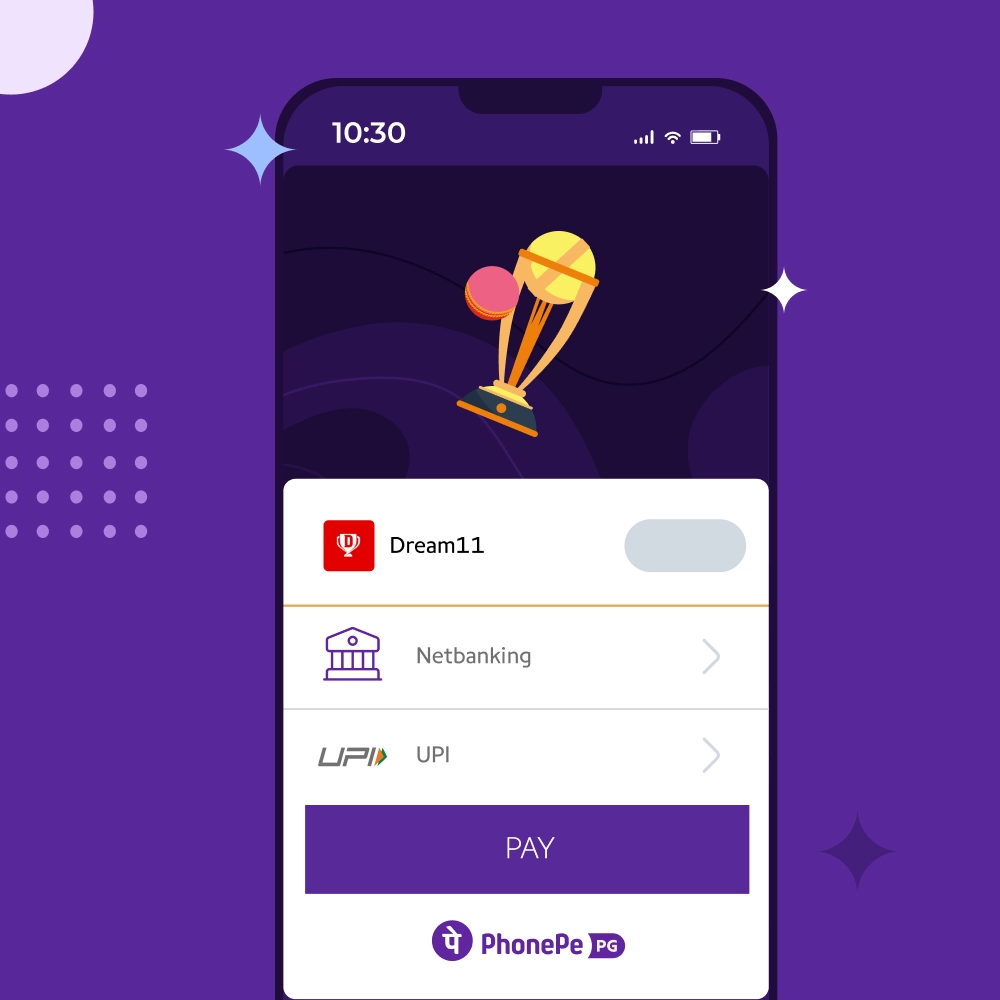 10:30
D
Dream11
Netbanking
UPI UPI
PAY
पे PhonePe PG